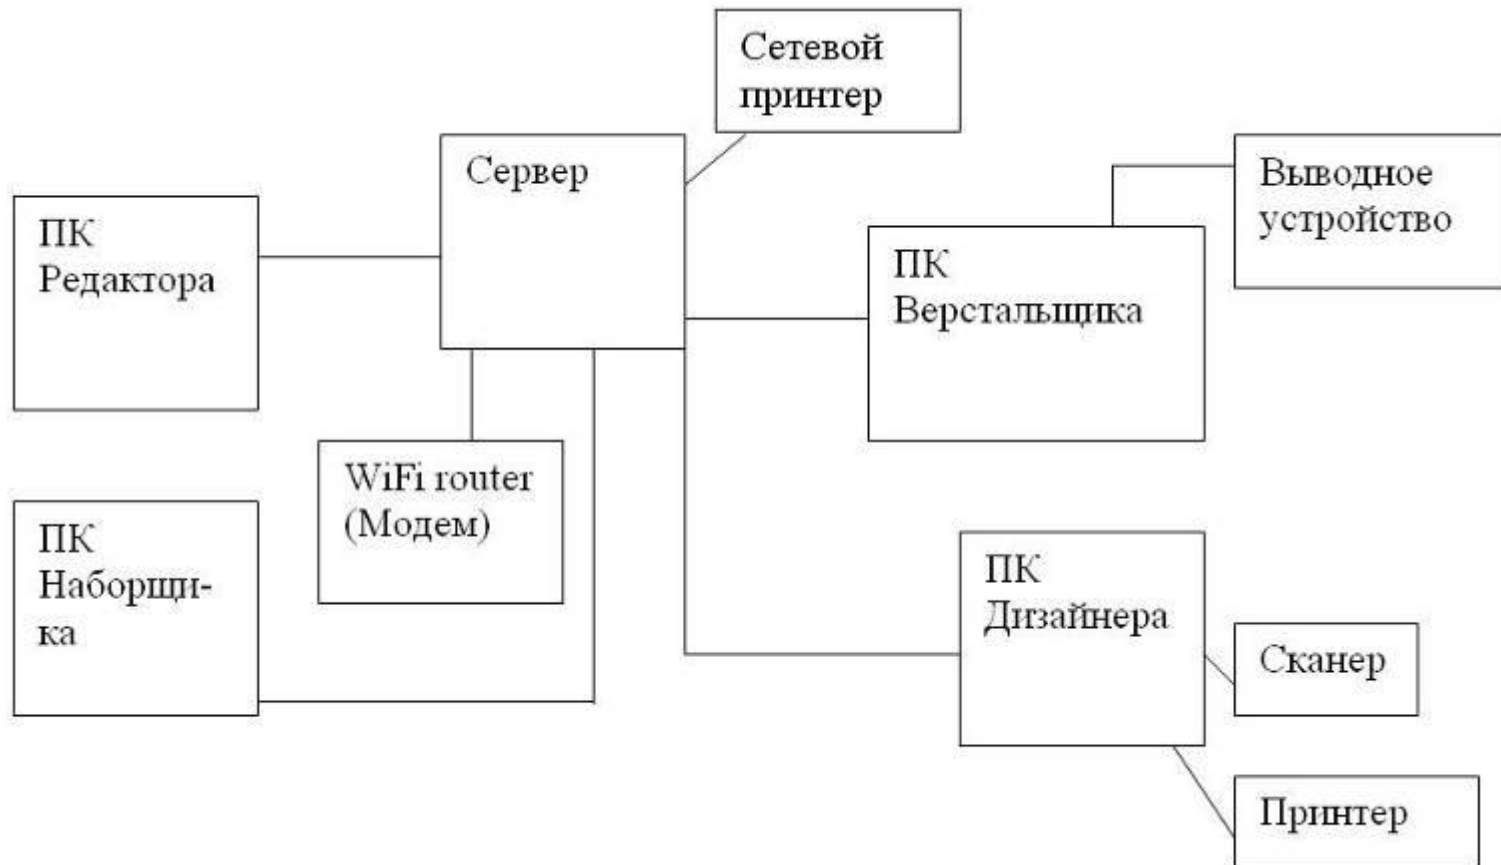 Сетевой
принтер
Сервер
Выводное
устройство
ПК
Редактора
ПК
Верстальщика
WiFi router
(Модем)
ПК
Наборщи-
ка
ПК
Дизайнера
Сканер
Принтер